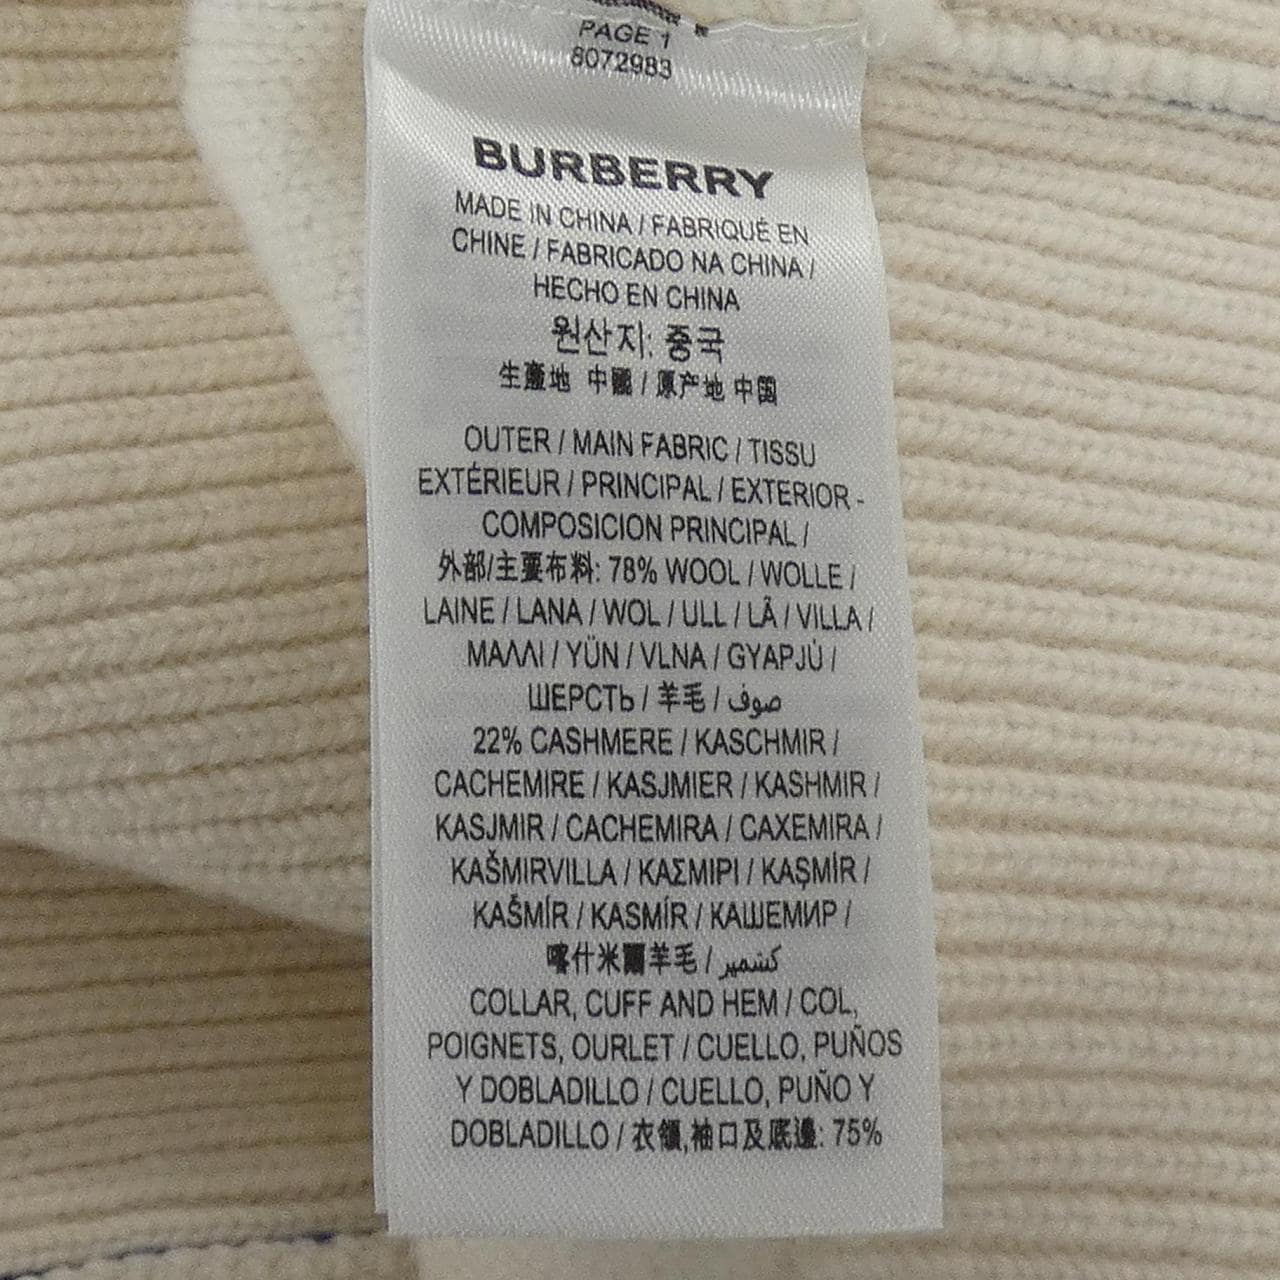 PAGE 1
8072983
BURBERRY
MADE IN CHINA / FABRIQUÉ EN
CHINE / FABRICADO NA CHINA /
HECHO EN CHINA
원산지: 중국
生產地 中國 / 原产地 中国
OUTER / MAIN FABRIC / TISSU
EXTÉRIEUR / PRINCIPAL / EXTERIOR -
COMPOSICION PRINCIPAL /
外部/主要布料: 78% WOOL / WOLLE /
LAINE / LANA / WOL / ULL / LÃ / VILLA /
ΜΑΛΛΙ / YÜN / VLNA / GYAPJÚ /
ШЕРСТЬ / 羊毛 / صوف
22% CASHMERE / KASCHMIR /
CACHEMIRE / KASJMIER / KASHMIR /
KASJMIR / CACHEMIRA / CAXEMIRA /
KAŠMIRVILLA / ΚΑΣΜΙΡΙ / KAŞMİR /
KAŠMÍR / KASMÍR / КАШЕМИР /
喀什米爾羊毛 / كشمير
COLLAR, CUFF AND HEM / COL,
POIGNETS, OURLET / CUELLO, PUÑOS
Y DOBLADILLO / CUELLO, PUÑO Y
DOBLADILLO / 衣領,袖口及底邊: 75%